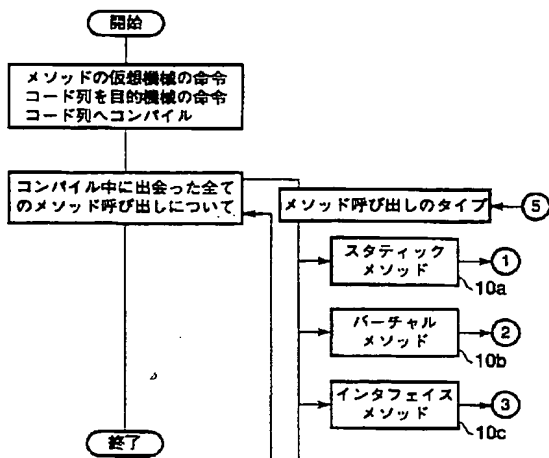 開始
メソッドの仮想機械の命令
コード列を目的機械の命令
コード列へコンパイル
コンパイル中に出会った全て
のメソッド呼び出しについて
メソッド呼び出しのタイプ
5
スタティック
メソッド
1
10a
バーチャル
メソッド
2
10b
インタフェイス
メソッド
3
10c
終了